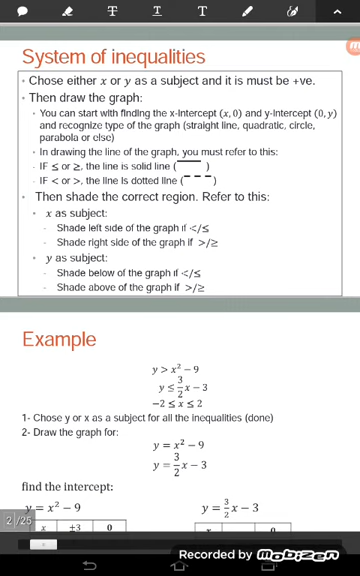 System of inequalities
• Chose either x or y as a subject and it is must be +ve.
• Then draw the graph:
• You can start with finding the x-Intercept (x, 0) and y-Intercept (0, y)
and recognize type of the graph (straight line, quadratic, circle,
parabola or else)
• In drawing the line of the graph, you must refer to this:
- IF ≤ or ≥, the line is solid line ( ___ )
- IF < or >, the line is dotted line ( - - - )
• Then shade the correct region. Refer to this:
• x as subject:
- Shade left side of the graph if </≤
- Shade right side of the graph if >/≥
• y as subject:
- Shade below of the graph if </≤
- Shade above of the graph if >/≥
Example
y > x² − 9
y ≤ 3/2 x − 3
−2 ≤ x ≤ 2
1- Chose y or x as a subject for all the inequalities (done)
2- Draw the graph for:
y = x² − 9
y = 3/2 x − 3
find the intercept:
y = x² − 9 y = 3/2 x − 3
x ±3 0 x 0
2/25
Recorded by Mobizen